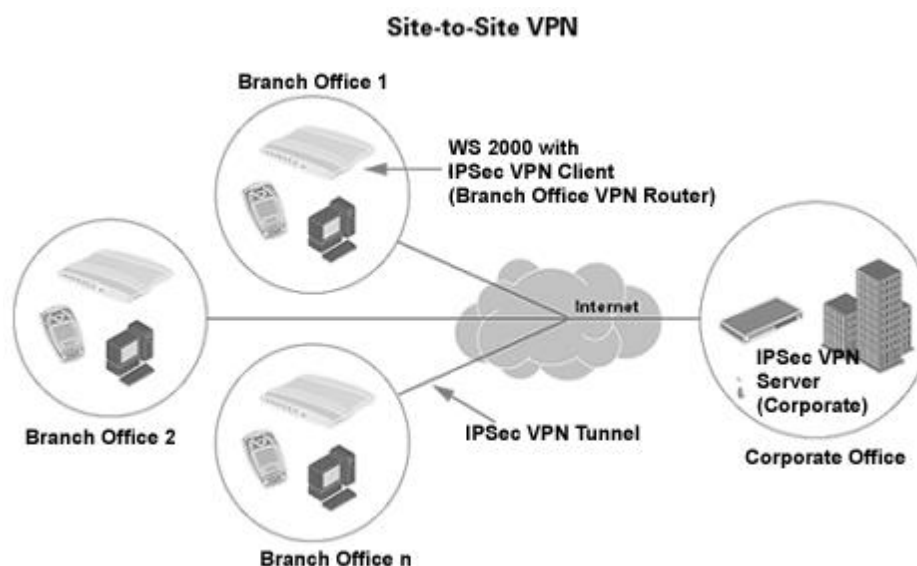 Site-to-Site VPN
Branch Office 1
WS 2000 with
IPSec VPN Client
(Branch Office VPN Router)
Internet
IPSec VPN
Server
(Corporate)
Branch Office 2
IPSec VPN Tunnel
Corporate Office
Branch Office n